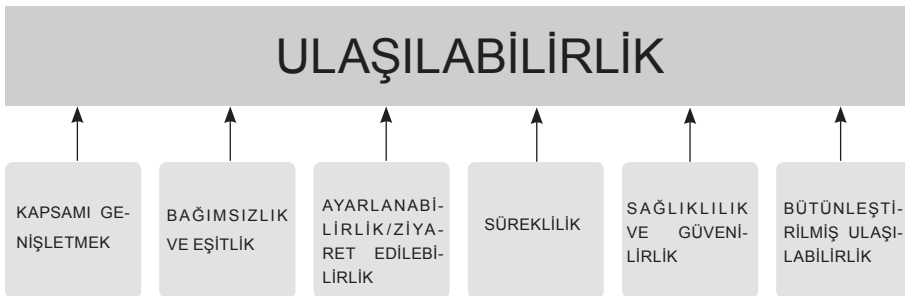 ULAŞILABİLİRLİK
KAPSAMI GE-
NİŞLETMEK
BAĞIMSIZLIK
VE EŞİTLİK
AYARLANABİ-
LİRLİK/ZİYA-
RET EDİLEBİ-
LİRLİK
SÜREKLİLİK
SAĞLIKLILIK
VE GÜVENİ-
LİRLİK
BÜTÜNLEŞTİ-
RİLMİŞ ULAŞI-
LABİLİRLİK